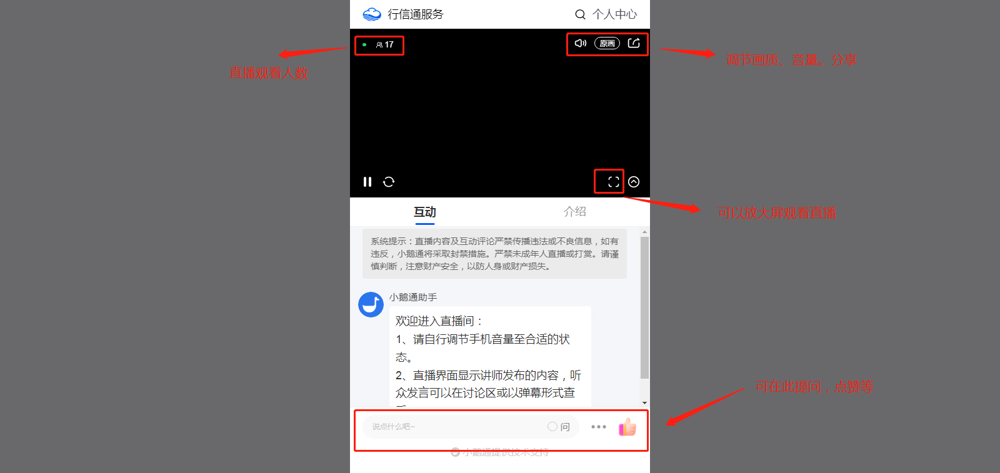 行信通服务
个人中心
17
原画
直播观看人数
调节画质、音量。分享
可以放大屏观看直播
互动
介绍
系统提示：直播内容及互动评论严禁传播违法或不良信息，如有
违反，小鹅通将采取封禁措施。严禁未成年人直播或打赏。请谨
慎判断，注意财产安全，以防人身或财产损失。
小鹅通助手
欢迎进入直播间：
1、请自行调节手机音量至合适的状
态。
2、直播界面显示讲师发布的内容，听
众发言可以在讨论区或以弹幕形式查
可在此提问，点赞等
说点什么吧~
问
小鹅通提供技术支持